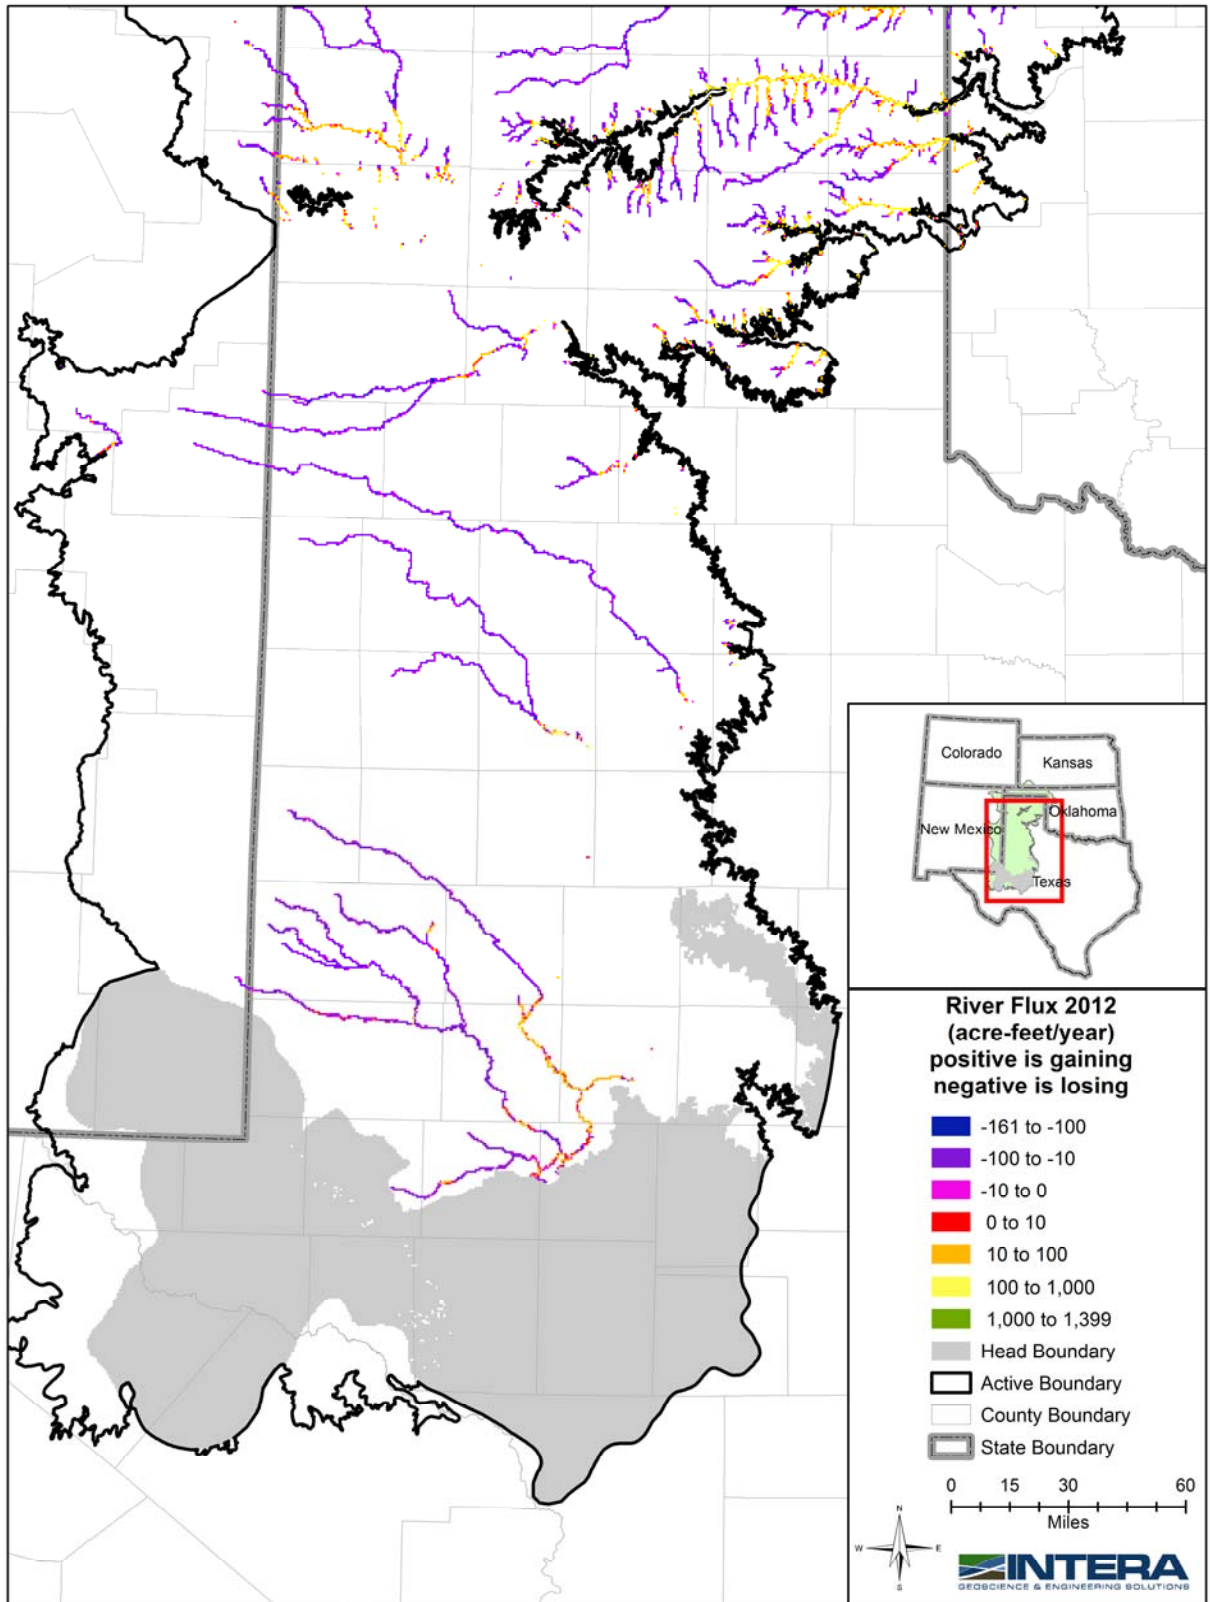 Colorado
Kansas
New Mexico
Oklahoma
Texas
River Flux 2012
(acre-feet/year)
positive is gaining
negative is losing
-161 to -100
-100 to -10
-10 to 0
0 to 10
10 to 100
100 to 1,000
1,000 to 1,399
Head Boundary
Active Boundary
County Boundary
State Boundary
0 15 30 60
Miles
N
W E
S
INTERA
GEOSCIENCE & ENGINEERING SOLUTIONS